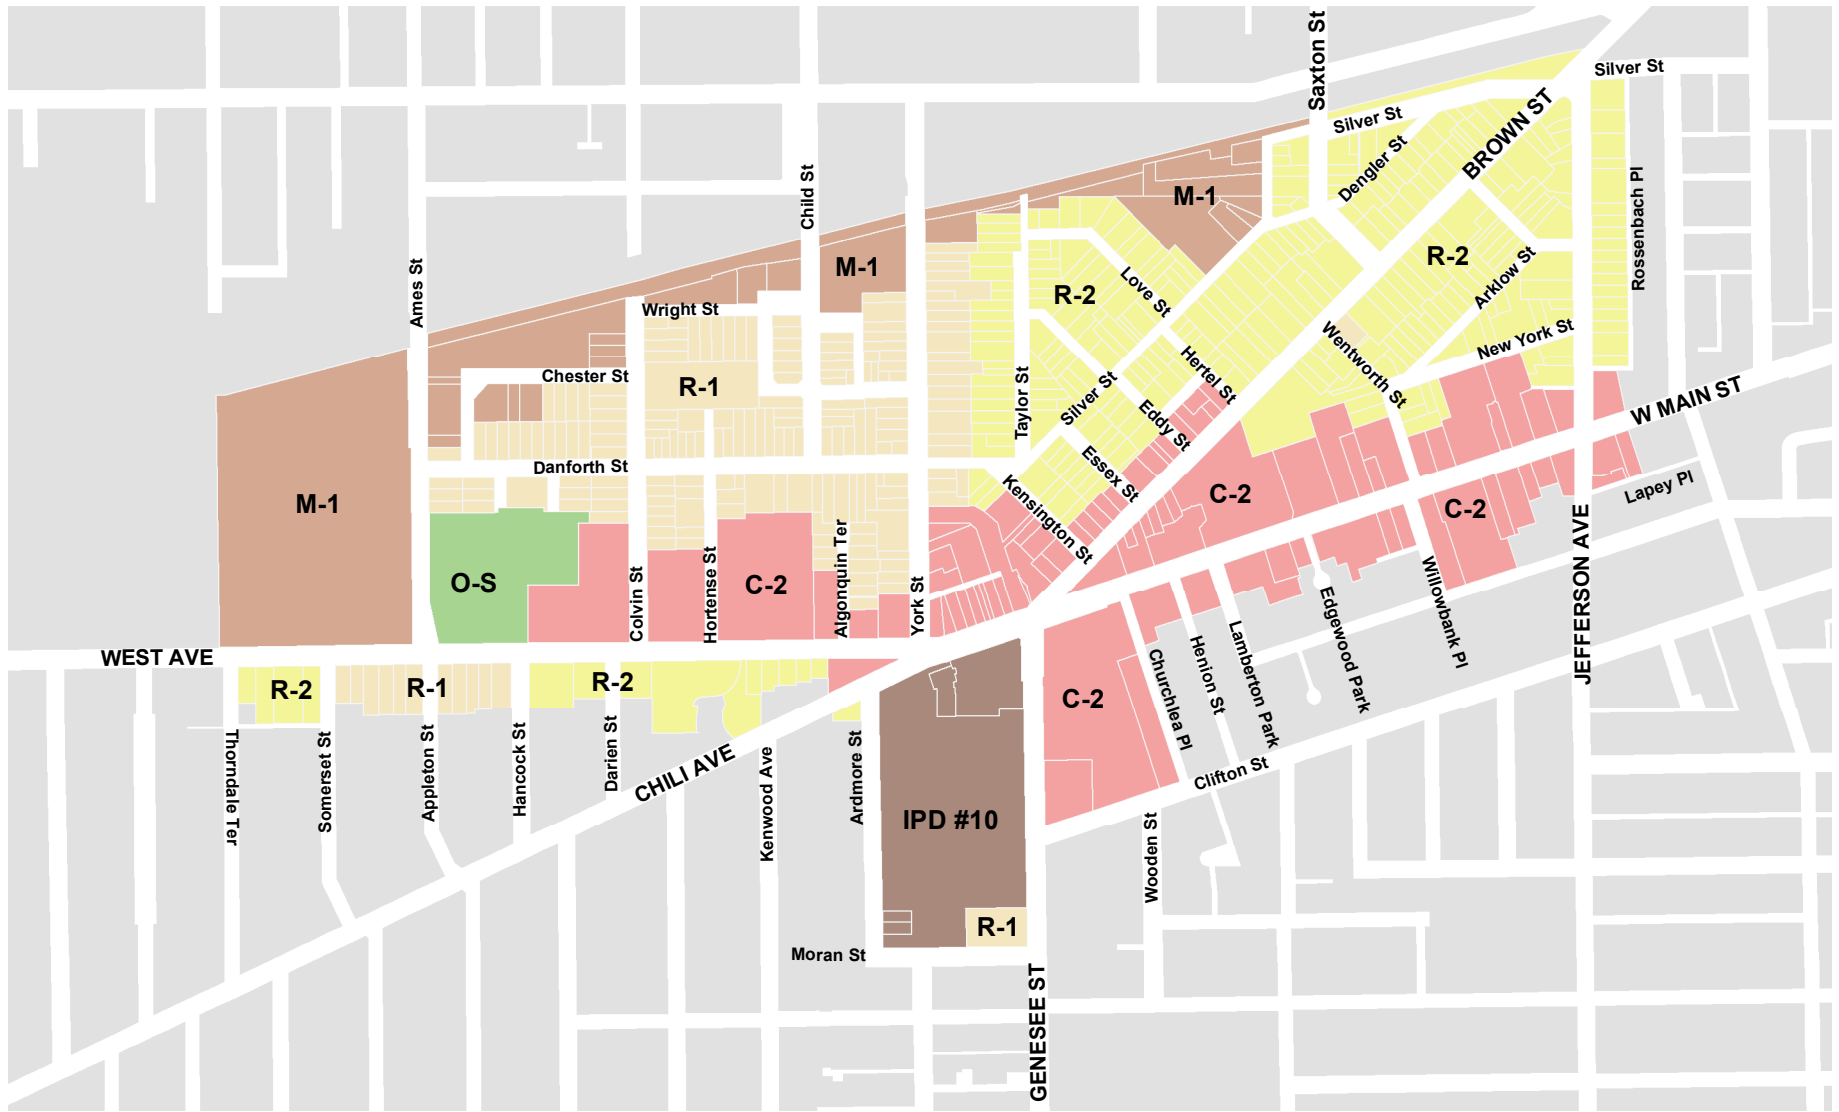 Saxton St
Silver St
Silver St
BROWN ST
Dengler St
Child St
M-1
Rossenbach Pl
R-2
M-1
Ames St
Love St
Arklow St
R-2
Wright St
New York St
Wentworth St
Hertel St
Chester St
R-1
Taylor St
Silver St
W MAIN ST
Eddy St
Danforth St
Essex St
Lapey Pl
M-1
C-2
C-2
Kensington St
JEFFERSON AVE
Algonquin Ter
O-S
C-2
Colvin St
Hortense St
York St
Willowbank Pl
Edgewood Park
WEST AVE
Lamberton Park
Henion St
Churchlea Pl
R-2
R-1
R-2
C-2
Thorndale Ter
Somerset St
Appleton St
Hancock St
Darien St
CHILI AVE
Kenwood Ave
Ardmore St
Clifton St
IPD #10
Wooden St
R-1
Moran St
GENESEE ST